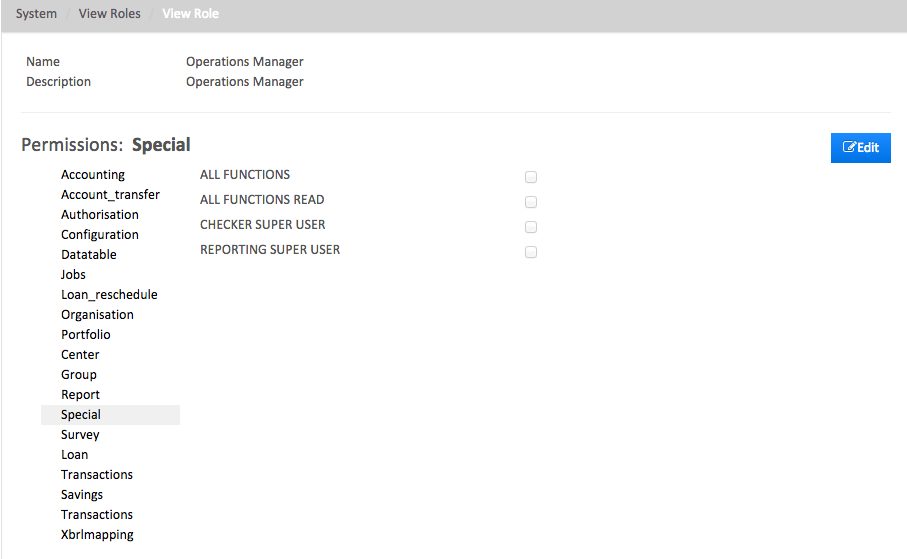 System / View Roles / View Role
Name Operations Manager
Description Operations Manager
Permissions: Special
Edit
Accounting
Account_transfer
Authorisation
Configuration
Datatable
Jobs
Loan_reschedule
Organisation
Portfolio
Center
Group
Report
Special
Survey
Loan
Transactions
Savings
Transactions
Xbrlmapping
ALL FUNCTIONS
ALL FUNCTIONS READ
CHECKER SUPER USER
REPORTING SUPER USER